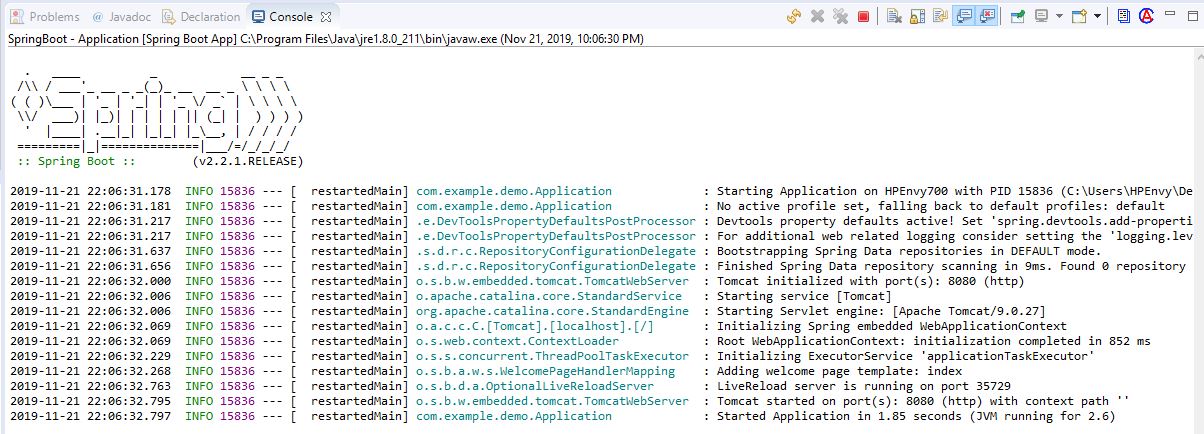 Problems @ Javadoc Declaration Console
SpringBoot - Application [Spring Boot App] C:\Program Files\Java\jre1.8.0_211\bin\javaw.exe (Nov 21, 2019, 10:06:30 PM)
  .   ____          _            __ _ _
 /\\ / ___'_ __ _ _(_)_ __  __ _ \ \ \ \
( ( )\___ | '_ | '_| | '_ \/ _` | \ \ \ \
 \\/  ___)| |_)| | | | | || (_| |  ) ) ) )
  '  |____| .__|_| |_|_| |_\__, | / / / /
 =========|_|==============|___/=/_/_/_/
 :: Spring Boot ::        (v2.2.1.RELEASE)
2019-11-21 22:06:31.178  INFO 15836 --- [  restartedMain] com.example.demo.Application             : Starting Application on HPEnvy700 with PID 15836 (C:\Users\HPEnvy\De
2019-11-21 22:06:31.181  INFO 15836 --- [  restartedMain] com.example.demo.Application             : No active profile set, falling back to default profiles: default
2019-11-21 22:06:31.217  INFO 15836 --- [  restartedMain] .e.DevToolsPropertyDefaultsPostProcessor : Devtools property defaults active! Set 'spring.devtools.add-properti
2019-11-21 22:06:31.217  INFO 15836 --- [  restartedMain] .e.DevToolsPropertyDefaultsPostProcessor : For additional web related logging consider setting the 'logging.lev
2019-11-21 22:06:31.637  INFO 15836 --- [  restartedMain] .s.d.r.c.RepositoryConfigurationDelegate : Bootstrapping Spring Data repositories in DEFAULT mode.
2019-11-21 22:06:31.656  INFO 15836 --- [  restartedMain] .s.d.r.c.RepositoryConfigurationDelegate : Finished Spring Data repository scanning in 9ms. Found 0 repository
2019-11-21 22:06:32.000  INFO 15836 --- [  restartedMain] o.s.b.w.embedded.tomcat.TomcatWebServer  : Tomcat initialized with port(s): 8080 (http)
2019-11-21 22:06:32.006  INFO 15836 --- [  restartedMain] o.apache.catalina.core.StandardService   : Starting service [Tomcat]
2019-11-21 22:06:32.006  INFO 15836 --- [  restartedMain] org.apache.catalina.core.StandardEngine  : Starting Servlet engine: [Apache Tomcat/9.0.27]
2019-11-21 22:06:32.069  INFO 15836 --- [  restartedMain] o.a.c.c.C.[Tomcat].[localhost].[/]       : Initializing Spring embedded WebApplicationContext
2019-11-21 22:06:32.069  INFO 15836 --- [  restartedMain] o.s.web.context.ContextLoader            : Root WebApplicationContext: initialization completed in 852 ms
2019-11-21 22:06:32.229  INFO 15836 --- [  restartedMain] o.s.s.concurrent.ThreadPoolTaskExecutor  : Initializing ExecutorService 'applicationTaskExecutor'
2019-11-21 22:06:32.268  INFO 15836 --- [  restartedMain] o.s.b.a.w.s.WelcomePageHandlerMapping    : Adding welcome page template: index
2019-11-21 22:06:32.763  INFO 15836 --- [  restartedMain] o.s.b.d.a.OptionalLiveReloadServer       : LiveReload server is running on port 35729
2019-11-21 22:06:32.795  INFO 15836 --- [  restartedMain] o.s.b.w.embedded.tomcat.TomcatWebServer  : Tomcat started on port(s): 8080 (http) with context path ''
2019-11-21 22:06:32.797  INFO 15836 --- [  restartedMain] com.example.demo.Application             : Started Application in 1.85 seconds (JVM running for 2.6)